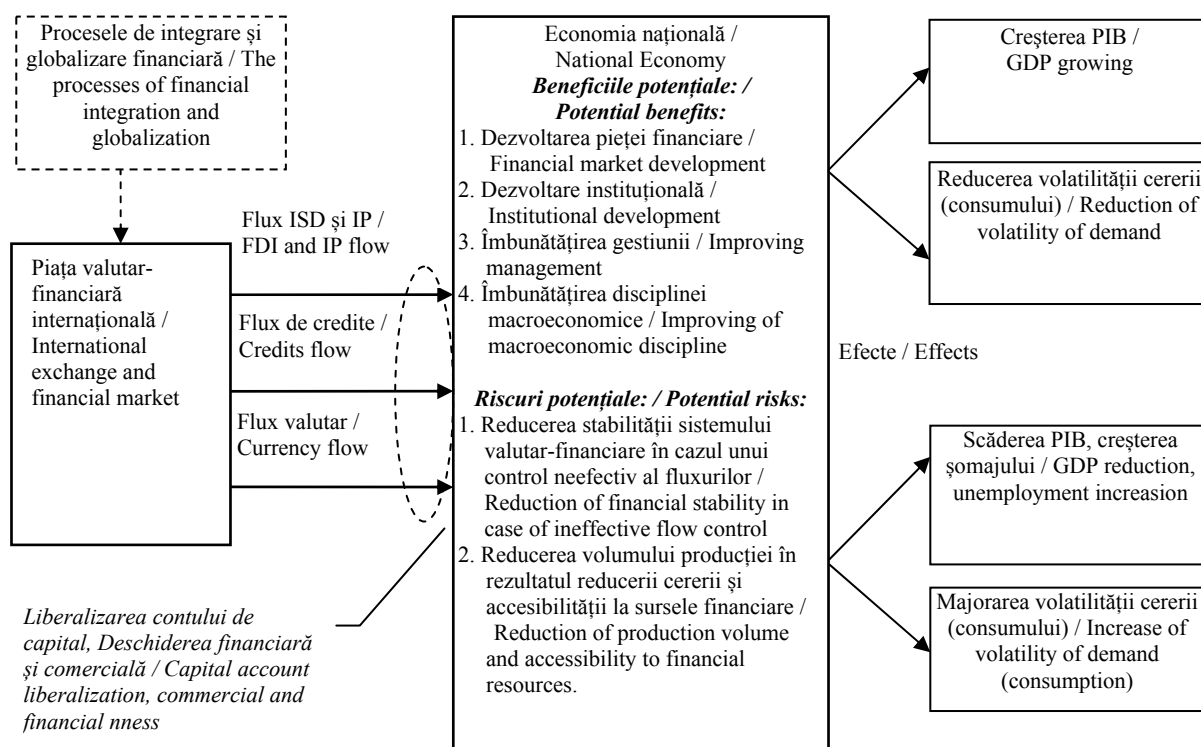 Procesele de integrare și
globalizare financiară / The
processes of financial
integration and
globalization
Piața valutar-
financiară
internațională /
International
exchange and
financial market
Flux ISD și IP /
FDI and IP flow
Flux de credite /
Credits flow
Flux valutar /
Currency flow
Liberalizarea contului de
capital, Deschiderea financiară
și comercială / Capital account
liberalization, commercial and
financial nness
Economia națională /
National Economy
Beneficiile potențiale: /
Potential benefits:
1. Dezvoltarea pieței financiare /
Financial market development
2. Dezvoltare instituțională /
Institutional development
3. Îmbunătățirea gestiunii / Improving
management
4. Îmbunătățirea disciplinei
macroeconomice / Improving of
macroeconomic discipline
Riscuri potențiale: / Potential risks:
1. Reducerea stabilității sistemului
valutar-financiare în cazul unui
control neefectiv al fluxurilor /
Reduction of financial stability in
case of ineffective flow control
2. Reducerea volumului producției în
rezultatul reducerii cererii și
accesibilității la sursele financiare /
Reduction of production volume
and accessibility to financial
resources.
Efecte / Effects
Creșterea PIB /
GDP growing
Reducerea volatilității cererii
(consumului) / Reduction of
volatility of demand
Scăderea PIB, creșterea
șomajului / GDP reduction,
unemployment increasion
Majorarea volatilității cererii
(consumului) / Increase of
volatility of demand
(consumption)